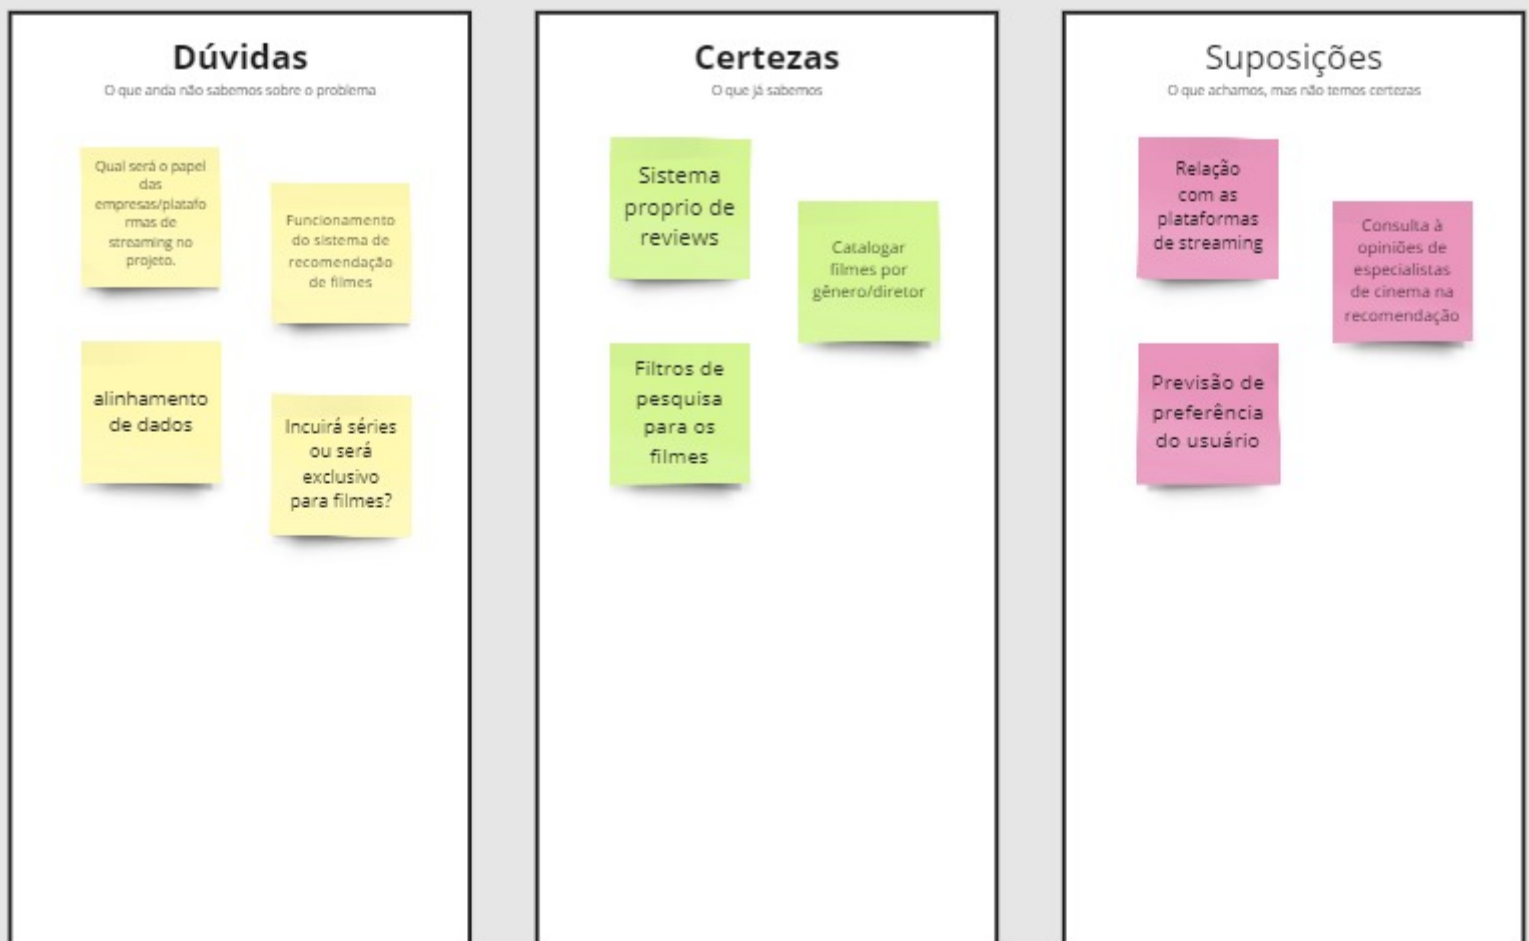 Dúvidas
O que anda não sabemos sobre o problema
Qual será o papel
das
empresas/platafo
rmas de
streaming no
projeto.
Funcionamento
do sistema de
recomendação
de filmes
alinhamento
de dados
Incuirá séries
ou será
exclusivo
para filmes?
Certezas
O que já sabemos
Sistema
proprio de
reviews
Catalogar
filmes por
gênero/diretor
Filtros de
pesquisa
para os
filmes
Suposições
O que achamos, mas não temos certezas
Relação
com as
plataformas
de streaming
Consulta à
opiniões de
especialistas
de cinema na
recomendação
Previsão de
preferência
do usuário